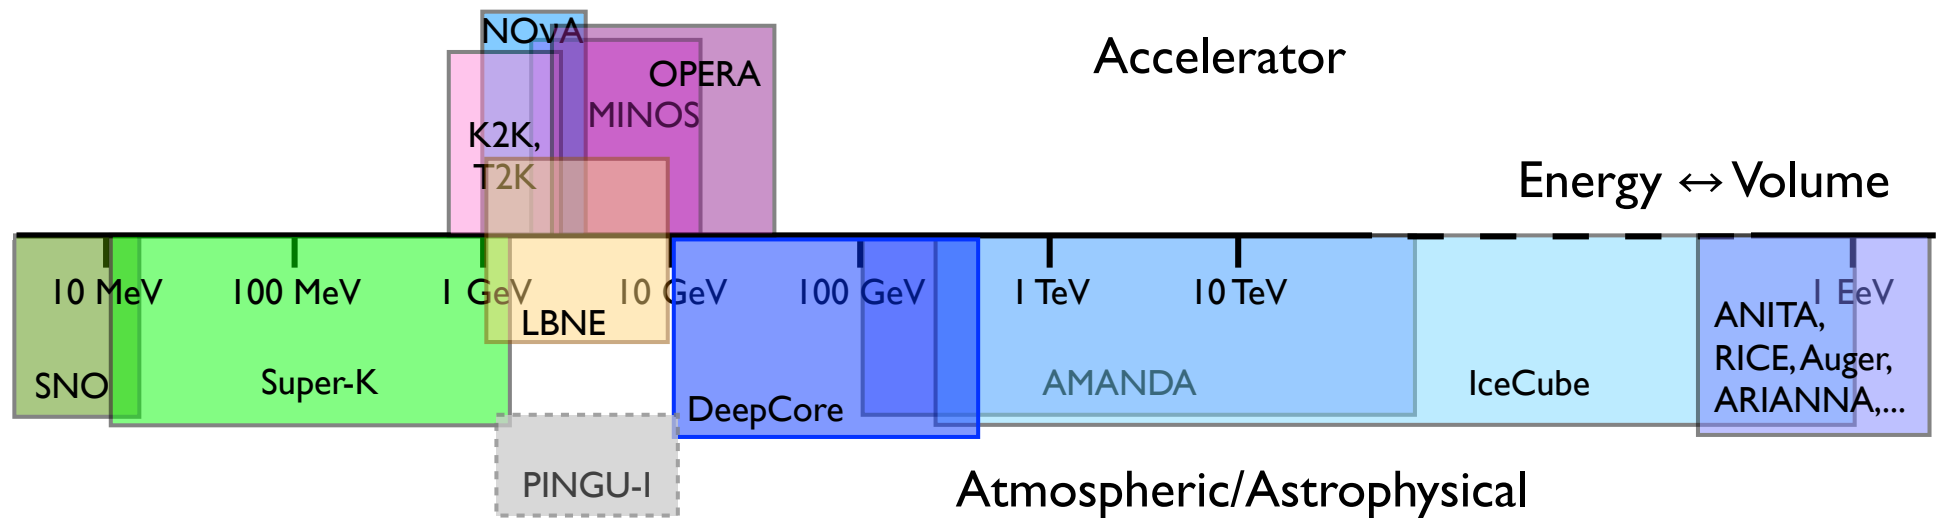 NOvA
Accelerator
OPERA
MINOS
K2K,
T2K
Energy ↔ Volume
10 MeV
100 MeV
1 GeV
10 GeV
100 GeV
1 TeV
10 TeV
1 EeV
LBNE
ANITA,
RICE, Auger,
ARIANNA,...
SNO
Super-K
DeepCore
AMANDA
IceCube
PINGU-I
Atmospheric/Astrophysical